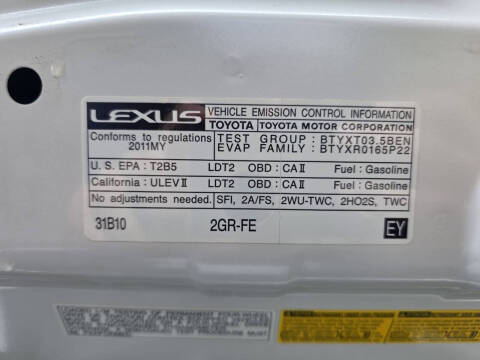 LEXUS VEHICLE EMISSION CONTROL INFORMATION
TOYOTA TOYOTA MOTOR CORPORATION
Conforms to regulations TEST GROUP : BTYXT03.5BEN
2011MY EVAP FAMILY : BTYXR0165P22
U. S. EPA : T2B5 LDT2 OBD : CAⅡ Fuel : Gasoline
California : ULEVⅡ LDT2 OBD : CAⅡ Fuel : Gasoline
No adjustments needed. SFI, 2A/FS, 2WU-TWC, 2HO2S, TWC
31B10 2GR-FE EY